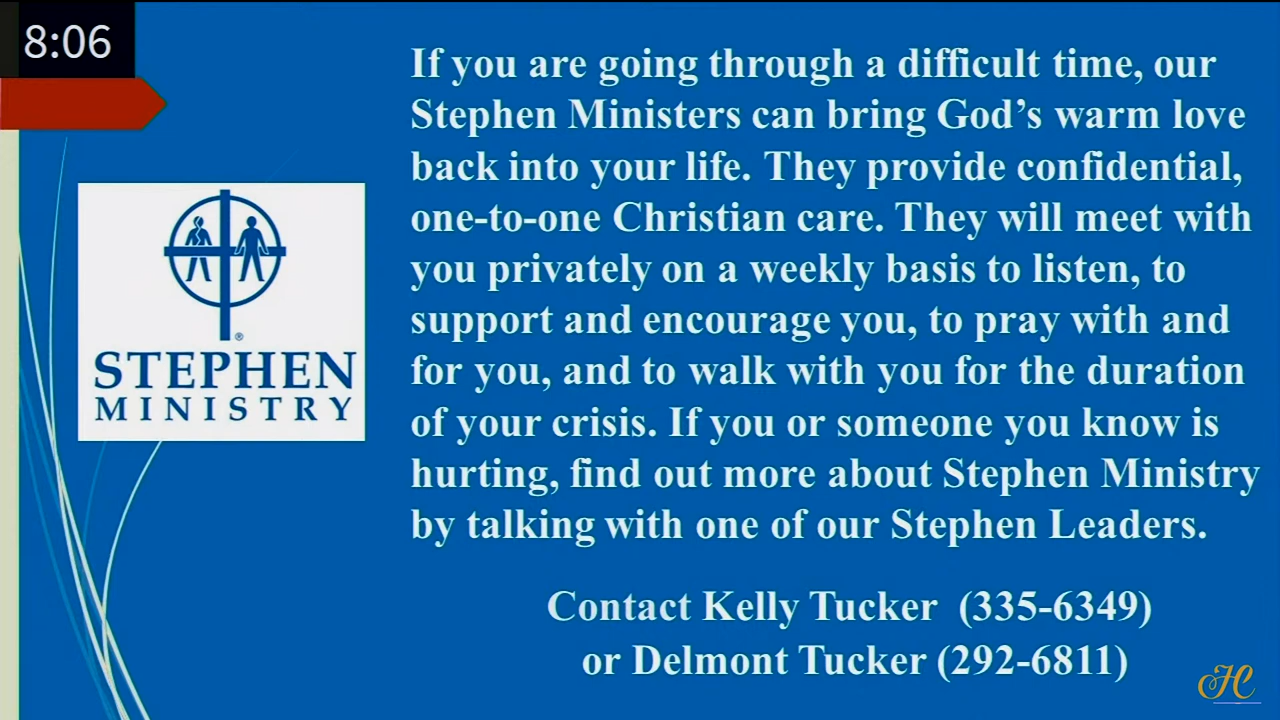 8:06
If you are going through a difficult time, our
Stephen Ministers can bring God’s warm love
back into your life. They provide confidential,
one-to-one Christian care. They will meet with
you privately on a weekly basis to listen, to
support and encourage you, to pray with and
for you, and to walk with you for the duration
of your crisis. If you or someone you know is
hurting, find out more about Stephen Ministry
by talking with one of our Stephen Leaders.
Contact Kelly Tucker (335-6349)
or Delmont Tucker (292-6811)
®
STEPHEN
MINISTRY